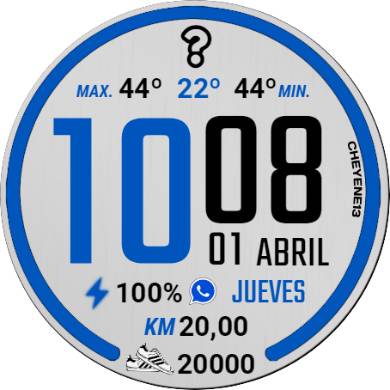 MAX. 44º 22º 44º MIN.
10 08
CHEYENE13
01 ABRIL
100% JUEVES
KM 20,00
20000